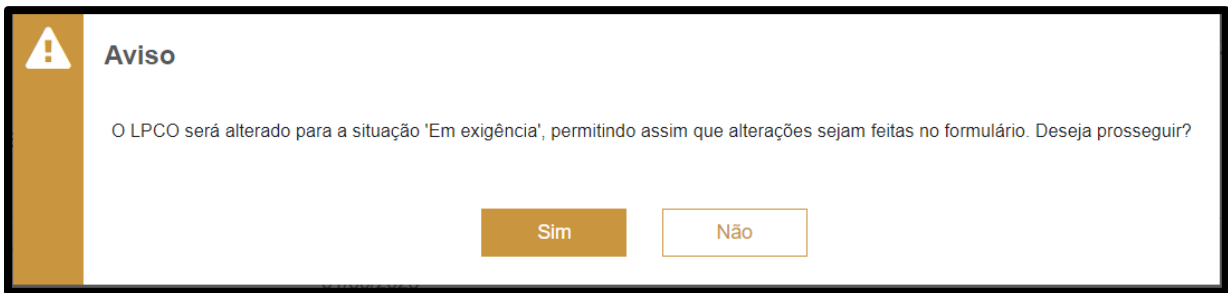 Aviso
O LPCO será alterado para a situação 'Em exigência', permitindo assim que alterações sejam feitas no formulário. Deseja prosseguir?
Sim
Não